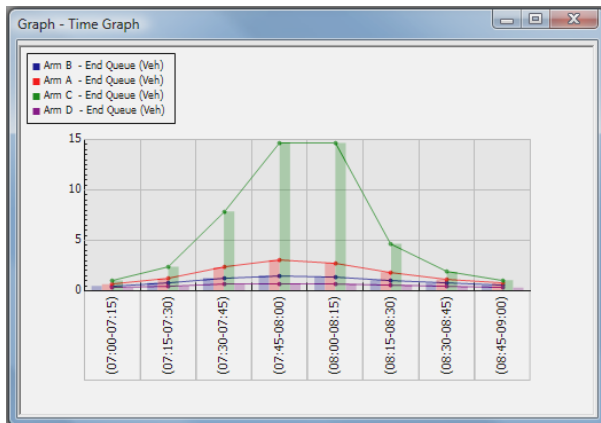 Graph - Time Graph
Arm B - End Queue (Veh)
Arm A - End Queue (Veh)
Arm C - End Queue (Veh)
Arm D - End Queue (Veh)
15
10
5
0
(07:00-07:15)
(07:15-07:30)
(07:30-07:45)
(07:45-08:00)
(08:00-08:15)
(08:15-08:30)
(08:30-08:45)
(08:45-09:00)